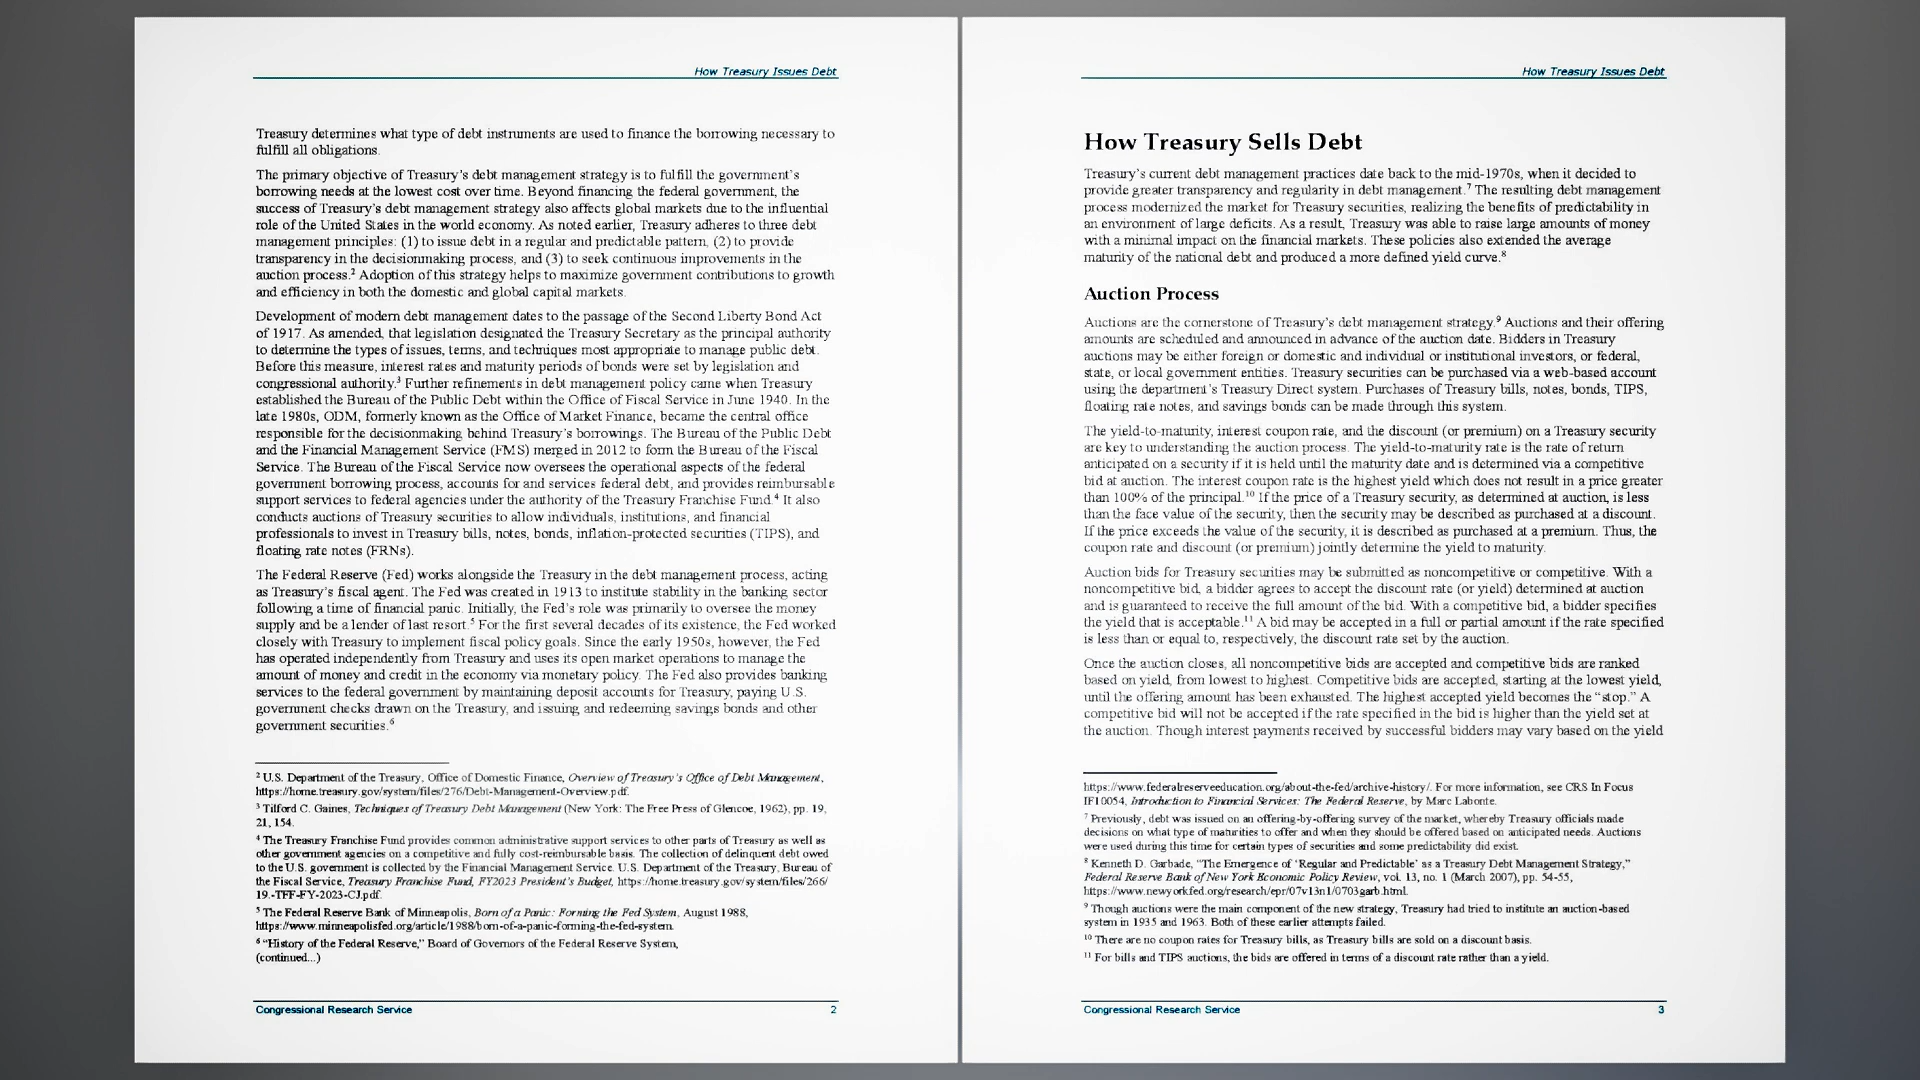 How Treasury Issues Debt
Treasury determines what type of debt instruments are used to finance the borrowing necessary to
fulfill all obligations.
The primary objective of Treasury’s debt management strategy is to fulfill the government’s
borrowing needs at the lowest cost over time. Beyond financing the federal government, the
success of Treasury’s debt management strategy also affects global markets due to the influential
role of the United States in the world economy. As noted earlier, Treasury adheres to three debt
management principles: (1) to issue debt in a regular and predictable pattern, (2) to provide
transparency in the decisionmaking process, and (3) to seek continuous improvements in the
auction process.² Adoption of this strategy helps to maximize government contributions to growth
and efficiency in both the domestic and global capital markets.
Development of modern debt management dates to the passage of the Second Liberty Bond Act
of 1917. As amended, that legislation designated the Treasury Secretary as the principal authority
to determine the types of issues, terms, and techniques most appropriate to manage public debt.
Before this measure, interest rates and maturity periods of bonds were set by legislation and
congressional authority.³ Further refinements in debt management policy came when Treasury
established the Bureau of the Public Debt within the Office of Fiscal Service in June 1940. In the
late 1980s, ODM, formerly known as the Office of Market Finance, became the central office
responsible for the decisionmaking behind Treasury’s borrowings. The Bureau of the Public Debt
and the Financial Management Service (FMS) merged in 2012 to form the Bureau of the Fiscal
Service. The Bureau of the Fiscal Service now oversees the operational aspects of the federal
government borrowing process, accounts for and services federal debt, and provides reimbursable
support services to federal agencies under the authority of the Treasury Franchise Fund.⁴ It also
conducts auctions of Treasury securities to allow individuals, institutions, and financial
professionals to invest in Treasury bills, notes, bonds, inflation-protected securities (TIPS), and
floating rate notes (FRNs).
The Federal Reserve (Fed) works alongside the Treasury in the debt management process, acting
as Treasury’s fiscal agent. The Fed was created in 1913 to institute stability in the banking sector
following a time of financial panic. Initially, the Fed’s role was primarily to oversee the money
supply and be a lender of last resort.⁵ For the first several decades of its existence, the Fed worked
closely with Treasury to implement fiscal policy goals. Since the early 1950s, however, the Fed
has operated independently from Treasury and uses its open market operations to manage the
amount of money and credit in the economy via monetary policy. The Fed also provides banking
services to the federal government by maintaining deposit accounts for Treasury, paying U.S.
government checks drawn on the Treasury, and issuing and redeeming savings bonds and other
government securities.⁶
² U.S. Department of the Treasury, Office of Domestic Finance, Overview of Treasury’s Office of Debt Management,
https://home.treasury.gov/system/files/276/Debt-Management-Overview.pdf.
³ Tilford C. Gaines, Techniques of Treasury Debt Management (New York: The Free Press of Glencoe, 1962), pp. 19,
21, 154.
⁴ The Treasury Franchise Fund provides common administrative support services to other parts of Treasury as well as
other government agencies on a competitive and fully cost-reimbursable basis. The collection of delinquent debt owed
to the U.S. government is collected by the Financial Management Service. U.S. Department of the Treasury, Bureau of
the Fiscal Service, Treasury Franchise Fund, FY2023 President’s Budget, https://home.treasury.gov/system/files/266/
19.-TFF-FY-2023-CJ.pdf.
⁵ The Federal Reserve Bank of Minneapolis, Born of a Panic: Forming the Fed System, August 1988,
https://www.minneapolisfed.org/article/1988/born-of-a-panic-forming-the-fed-system.
⁶ “History of the Federal Reserve,” Board of Governors of the Federal Reserve System,
(continued...)
Congressional Research Service 2
How Treasury Issues Debt
How Treasury Sells Debt
Treasury’s current debt management practices date back to the mid-1970s, when it decided to
provide greater transparency and regularity in debt management.⁷ The resulting debt management
process modernized the market for Treasury securities, realizing the benefits of predictability in
an environment of large deficits. As a result, Treasury was able to raise large amounts of money
with a minimal impact on the financial markets. These policies also extended the average
maturity of the national debt and produced a more defined yield curve.⁸
Auction Process
Auctions are the cornerstone of Treasury’s debt management strategy.⁹ Auctions and their offering
amounts are scheduled and announced in advance of the auction date. Bidders in Treasury
auctions may be either foreign or domestic and individual or institutional investors, or federal,
state, or local government entities. Treasury securities can be purchased via a web-based account
using the department’s Treasury Direct system. Purchases of Treasury bills, notes, bonds, TIPS,
floating rate notes, and savings bonds can be made through this system.
The yield-to-maturity, interest coupon rate, and the discount (or premium) on a Treasury security
are key to understanding the auction process. The yield-to-maturity rate is the rate of return
anticipated on a security if it is held until the maturity date and is determined via a competitive
bid at auction. The interest coupon rate is the highest yield which does not result in a price greater
than 100% of the principal.¹⁰ If the price of a Treasury security, as determined at auction, is less
than the face value of the security, then the security may be described as purchased at a discount.
If the price exceeds the value of the security, it is described as purchased at a premium. Thus, the
coupon rate and discount (or premium) jointly determine the yield to maturity.
Auction bids for Treasury securities may be submitted as noncompetitive or competitive. With a
noncompetitive bid, a bidder agrees to accept the discount rate (or yield) determined at auction
and is guaranteed to receive the full amount of the bid. With a competitive bid, a bidder specifies
the yield that is acceptable.¹¹ A bid may be accepted in a full or partial amount if the rate specified
is less than or equal to, respectively, the discount rate set by the auction.
Once the auction closes, all noncompetitive bids are accepted and competitive bids are ranked
based on yield, from lowest to highest. Competitive bids are accepted, starting at the lowest yield,
until the offering amount has been exhausted. The highest accepted yield becomes the “stop.” A
competitive bid will not be accepted if the rate specified in the bid is higher than the yield set at
the auction. Though interest payments received by successful bidders may vary based on the yield
https://www.federalreserveeducation.org/about-the-fed/archive-history/. For more information, see CRS In Focus
IF10054, Introduction to Financial Services: The Federal Reserve, by Marc Labonte.
⁷ Previously, debt was issued on an offering-by-offering survey of the market, whereby Treasury officials made
decisions on what type of maturities to offer and when they should be offered based on anticipated needs. Auctions
were used during this time for certain types of securities and some predictability did exist.
⁸ Kenneth D. Garbade, “The Emergence of ‘Regular and Predictable’ as a Treasury Debt Management Strategy,”
Federal Reserve Bank of New York Economic Policy Review, vol. 13, no. 1 (March 2007), pp. 54-55,
https://www.newyorkfed.org/research/epr/07v13n1/0703garb.html.
⁹ Though auctions were the main component of the new strategy, Treasury had tried to institute an auction-based
system in 1935 and 1963. Both of these earlier attempts failed.
¹⁰ There are no coupon rates for Treasury bills, as Treasury bills are sold on a discount basis.
¹¹ For bills and TIPS auctions, the bids are offered in terms of a discount rate rather than a yield.
Congressional Research Service 3